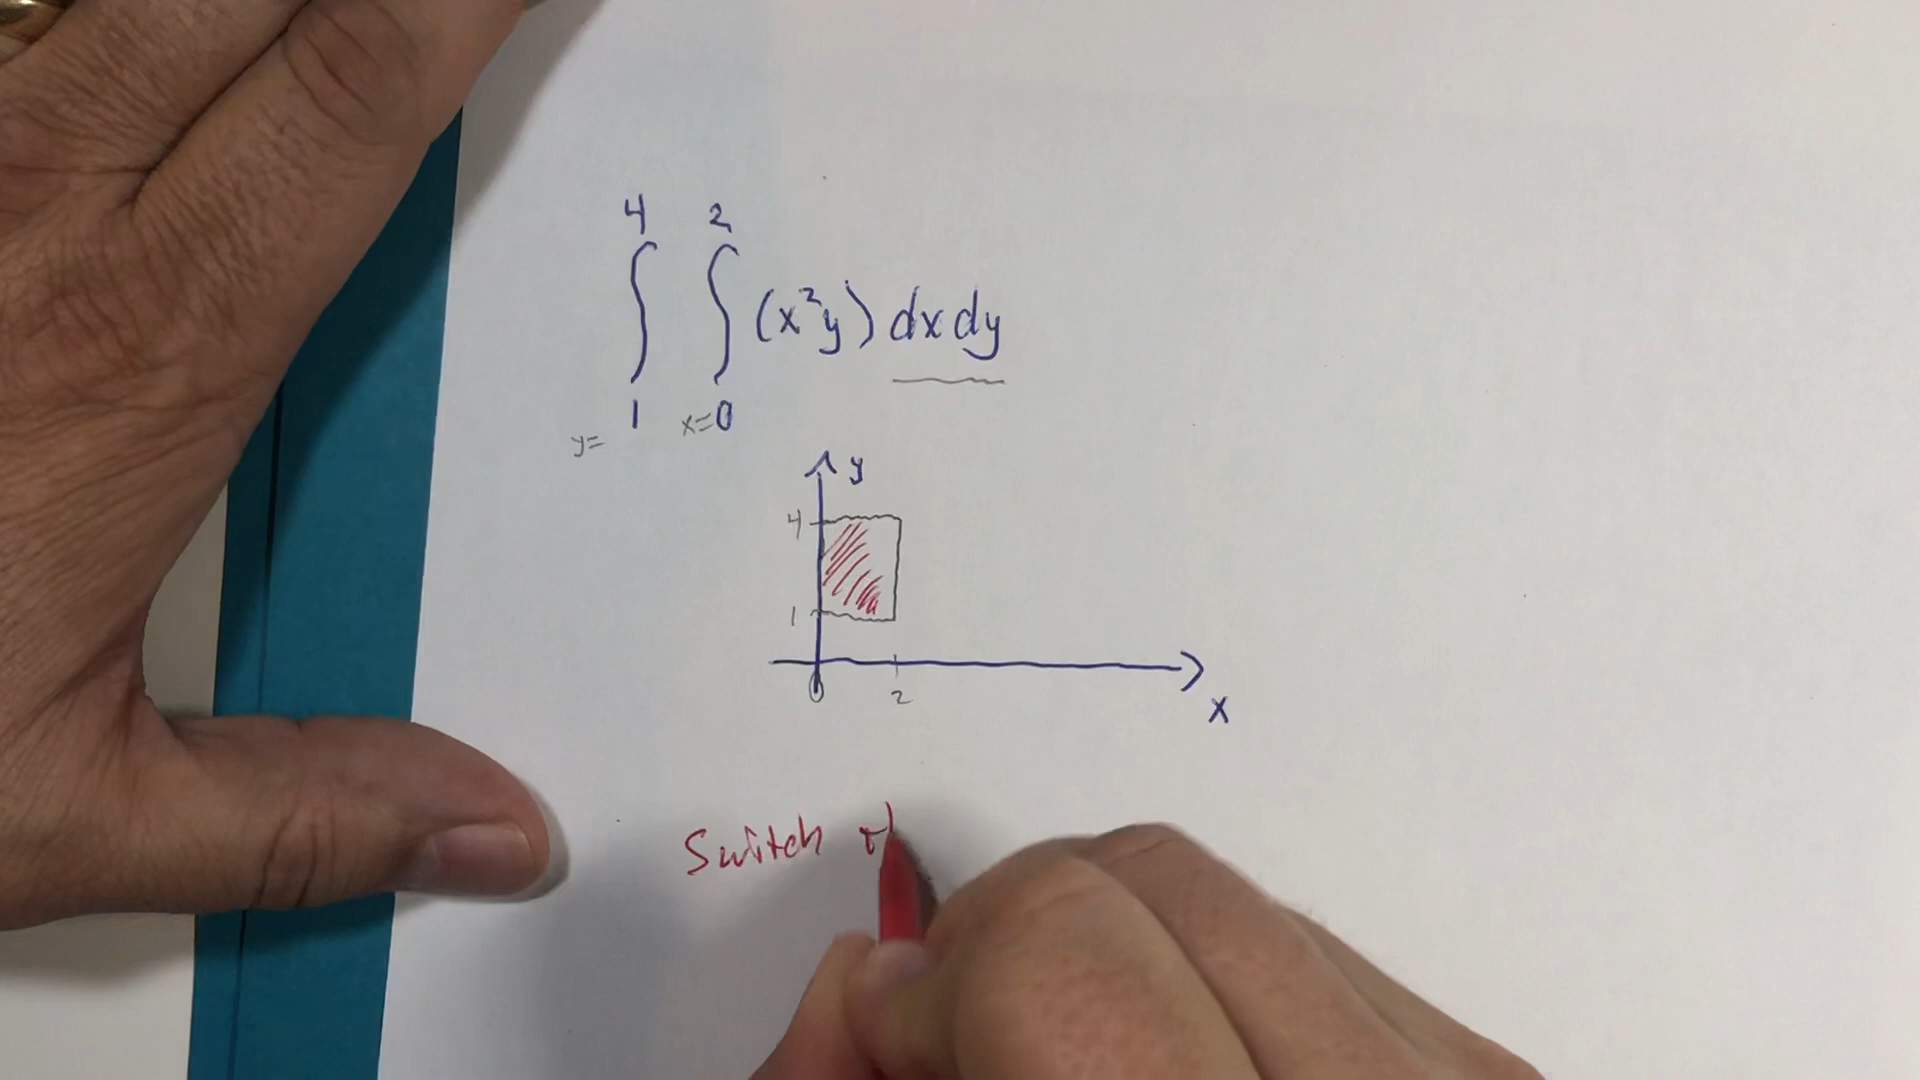 4 2
∫ ∫ (x²y) dx dy
y= 1 x=0
y
4
1
0 2
x
Switch